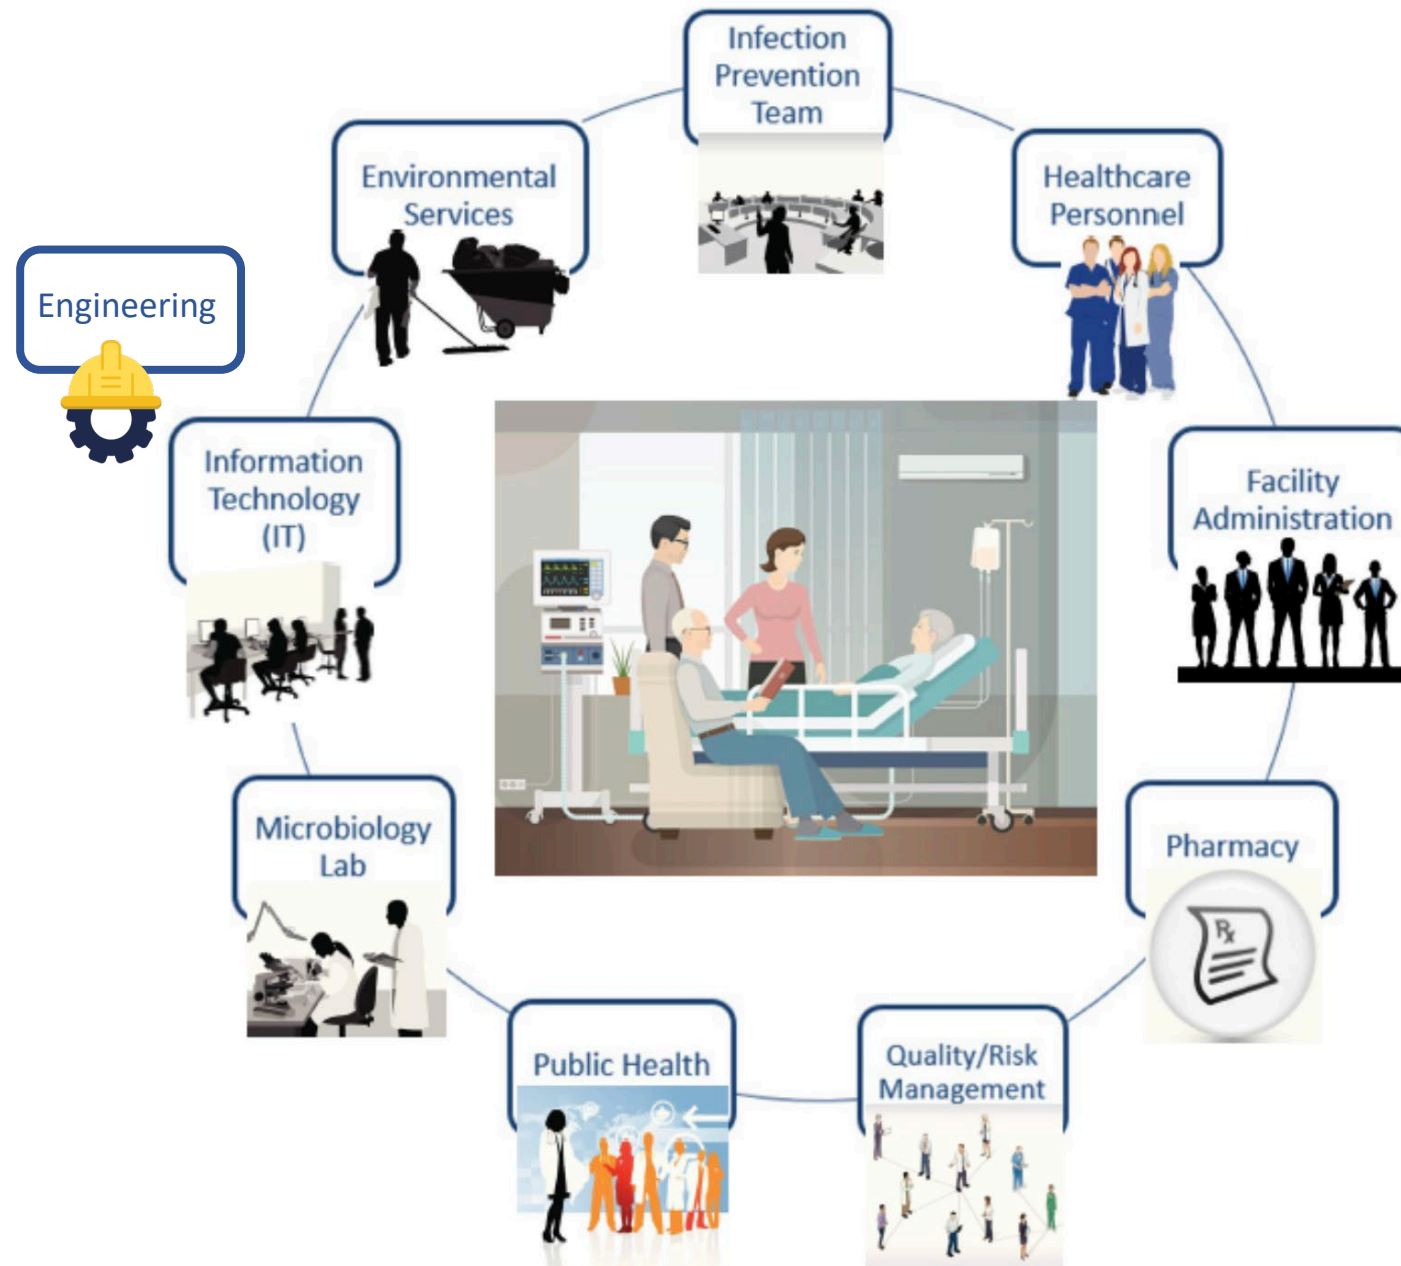 Infection
Prevention
Team
Healthcare
Personnel
Facility
Administration
Pharmacy
Rx
Quality/Risk
Management
Public Health
Microbiology
Lab
Information
Technology
(IT)
Engineering
Environmental
Services